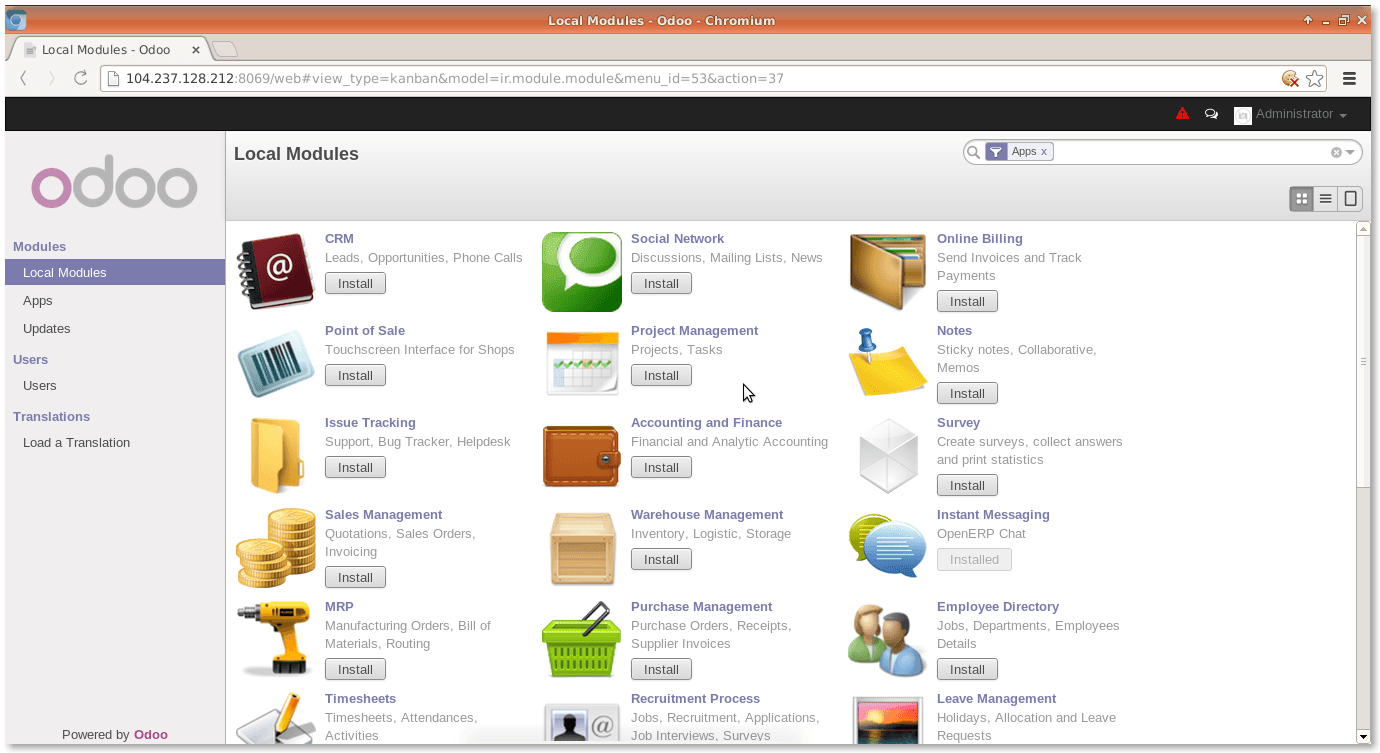 Local Modules - Odoo - Chromium
Local Modules - Odoo
104.237.128.212:8069/web#view_type=kanban&model=ir.module.module&menu_id=53&action=37
Administrator
odoo
Modules
Local Modules
Apps
Updates
Users
Users
Translations
Load a Translation
Powered by Odoo
Local Modules
Apps x
CRM
Leads, Opportunities, Phone Calls
Install
Social Network
Discussions, Mailing Lists, News
Install
Online Billing
Send Invoices and Track
Payments
Install
Point of Sale
Touchscreen Interface for Shops
Install
Project Management
Projects, Tasks
Install
Notes
Sticky notes, Collaborative,
Memos
Install
Issue Tracking
Support, Bug Tracker, Helpdesk
Install
Accounting and Finance
Financial and Analytic Accounting
Install
Survey
Create surveys, collect answers
and print statistics
Install
Sales Management
Quotations, Sales Orders,
Invoicing
Install
Warehouse Management
Inventory, Logistic, Storage
Install
Instant Messaging
OpenERP Chat
Installed
MRP
Manufacturing Orders, Bill of
Materials, Routing
Install
Purchase Management
Purchase Orders, Receipts,
Supplier Invoices
Install
Employee Directory
Jobs, Departments, Employees
Details
Install
Timesheets
Timesheets, Attendances,
Activities
Recruitment Process
Jobs, Recruitment, Applications,
Job Interviews, Surveys
Leave Management
Holidays, Allocation and Leave
Requests